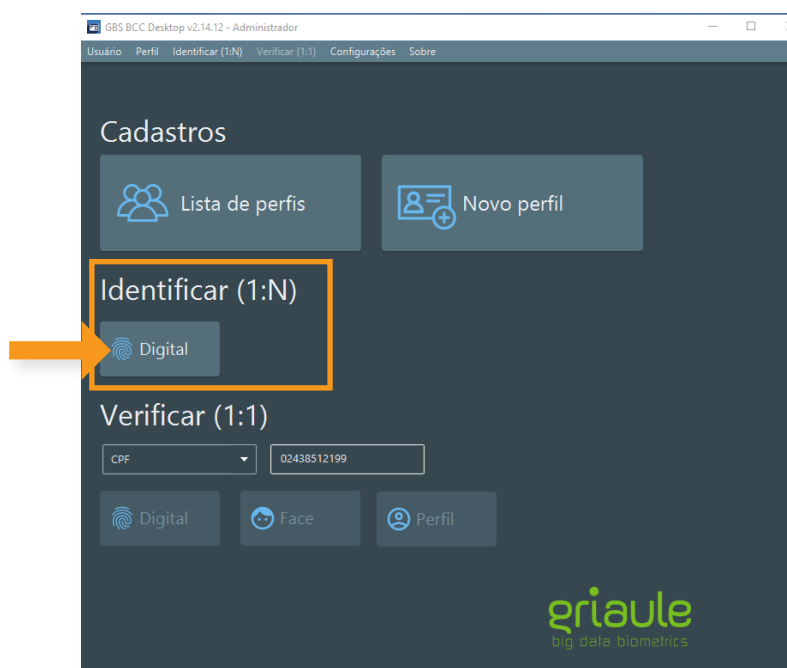 GBS BCC Desktop v2.14.12 - Administrador
Usuário Perfil Identificar (1:N) Verificar (1:1) Configurações Sobre
Cadastros
Lista de perfis Novo perfil
Identificar (1:N)
Digital
Verificar (1:1)
CPF 02438512199
Digital Face Perfil
griaule
big data biometrics